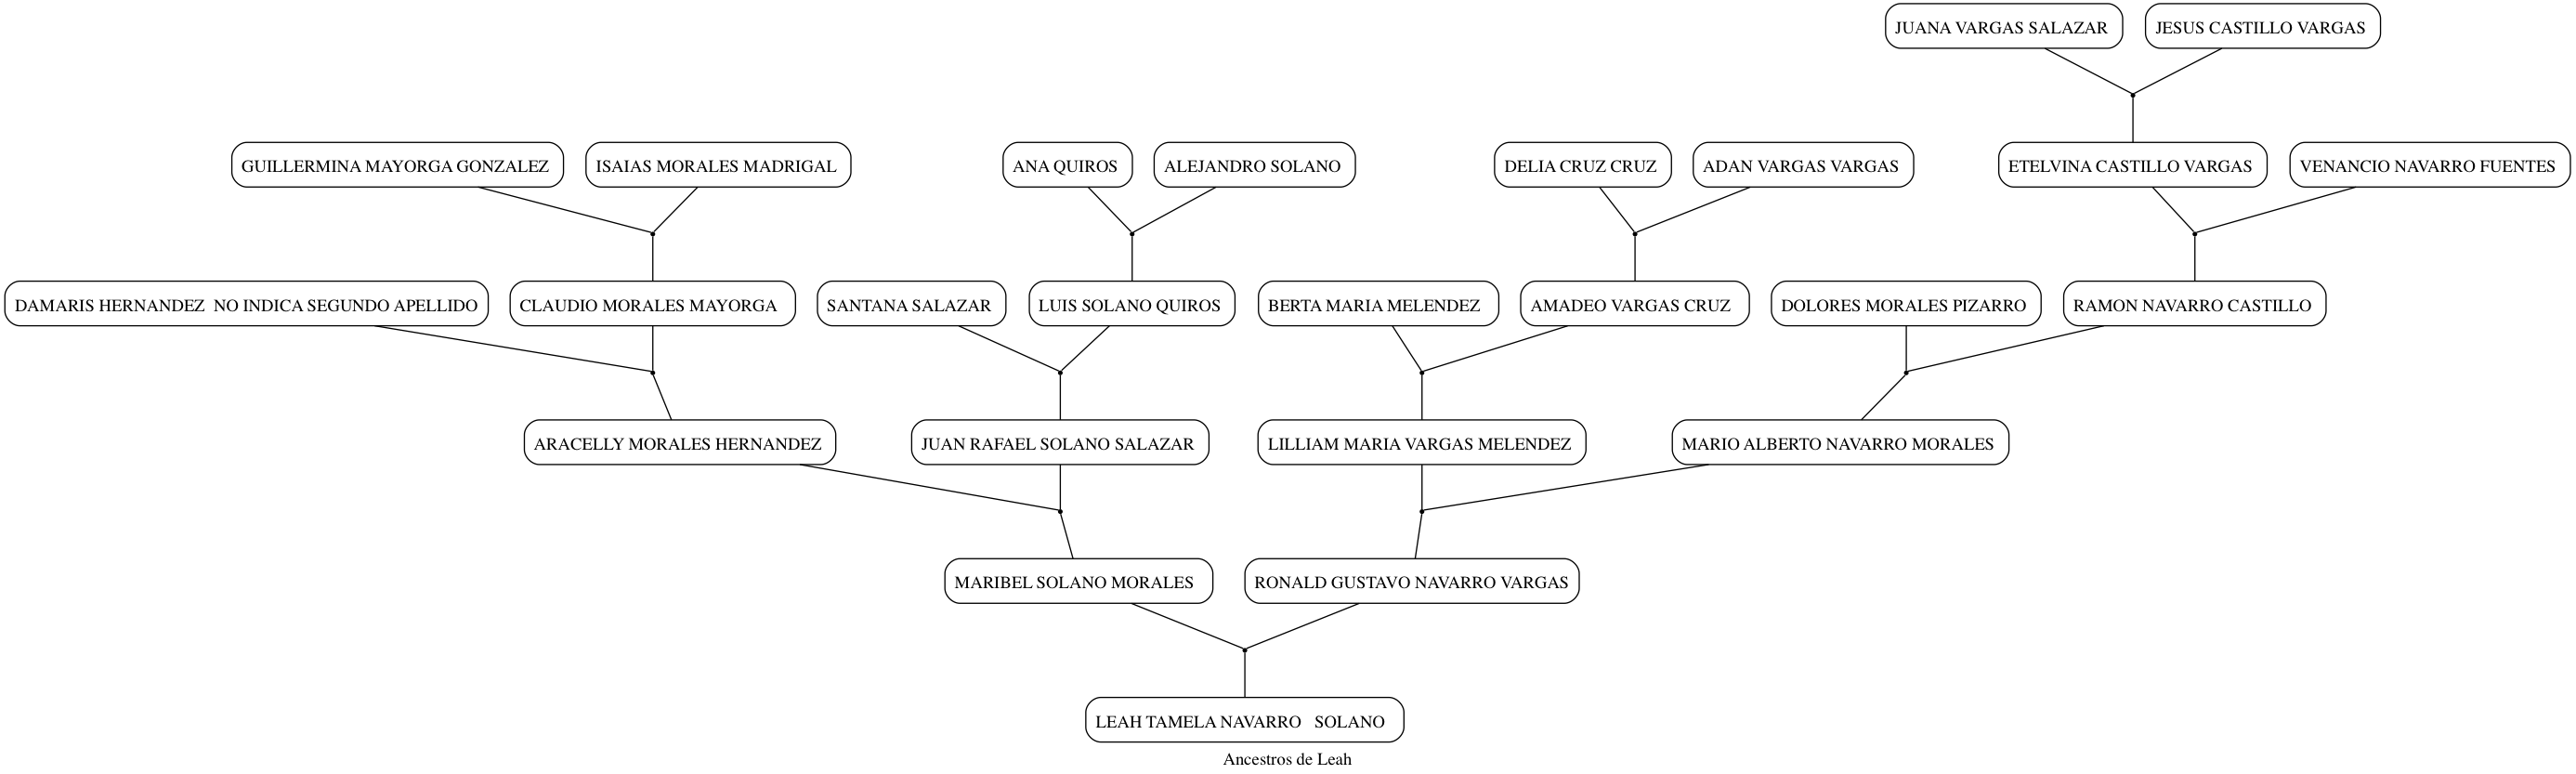 JUANA VARGAS SALAZAR
JESUS CASTILLO VARGAS
GUILLERMINA MAYORGA GONZALEZ
ISAIAS MORALES MADRIGAL
ANA QUIROS
ALEJANDRO SOLANO
DELIA CRUZ CRUZ
ADAN VARGAS VARGAS
ETELVINA CASTILLO VARGAS
VENANCIO NAVARRO FUENTES
DAMARIS HERNANDEZ  NO INDICA SEGUNDO APELLIDO
CLAUDIO MORALES MAYORGA
SANTANA SALAZAR
LUIS SOLANO QUIROS
BERTA MARIA MELENDEZ
AMADEO VARGAS CRUZ
DOLORES MORALES PIZARRO
RAMON NAVARRO CASTILLO
ARACELLY MORALES HERNANDEZ
JUAN RAFAEL SOLANO SALAZAR
LILLIAM MARIA VARGAS MELENDEZ
MARIO ALBERTO NAVARRO MORALES
MARIBEL SOLANO MORALES
RONALD GUSTAVO NAVARRO VARGAS
LEAH TAMELA NAVARRO   SOLANO
Ancestros de Leah